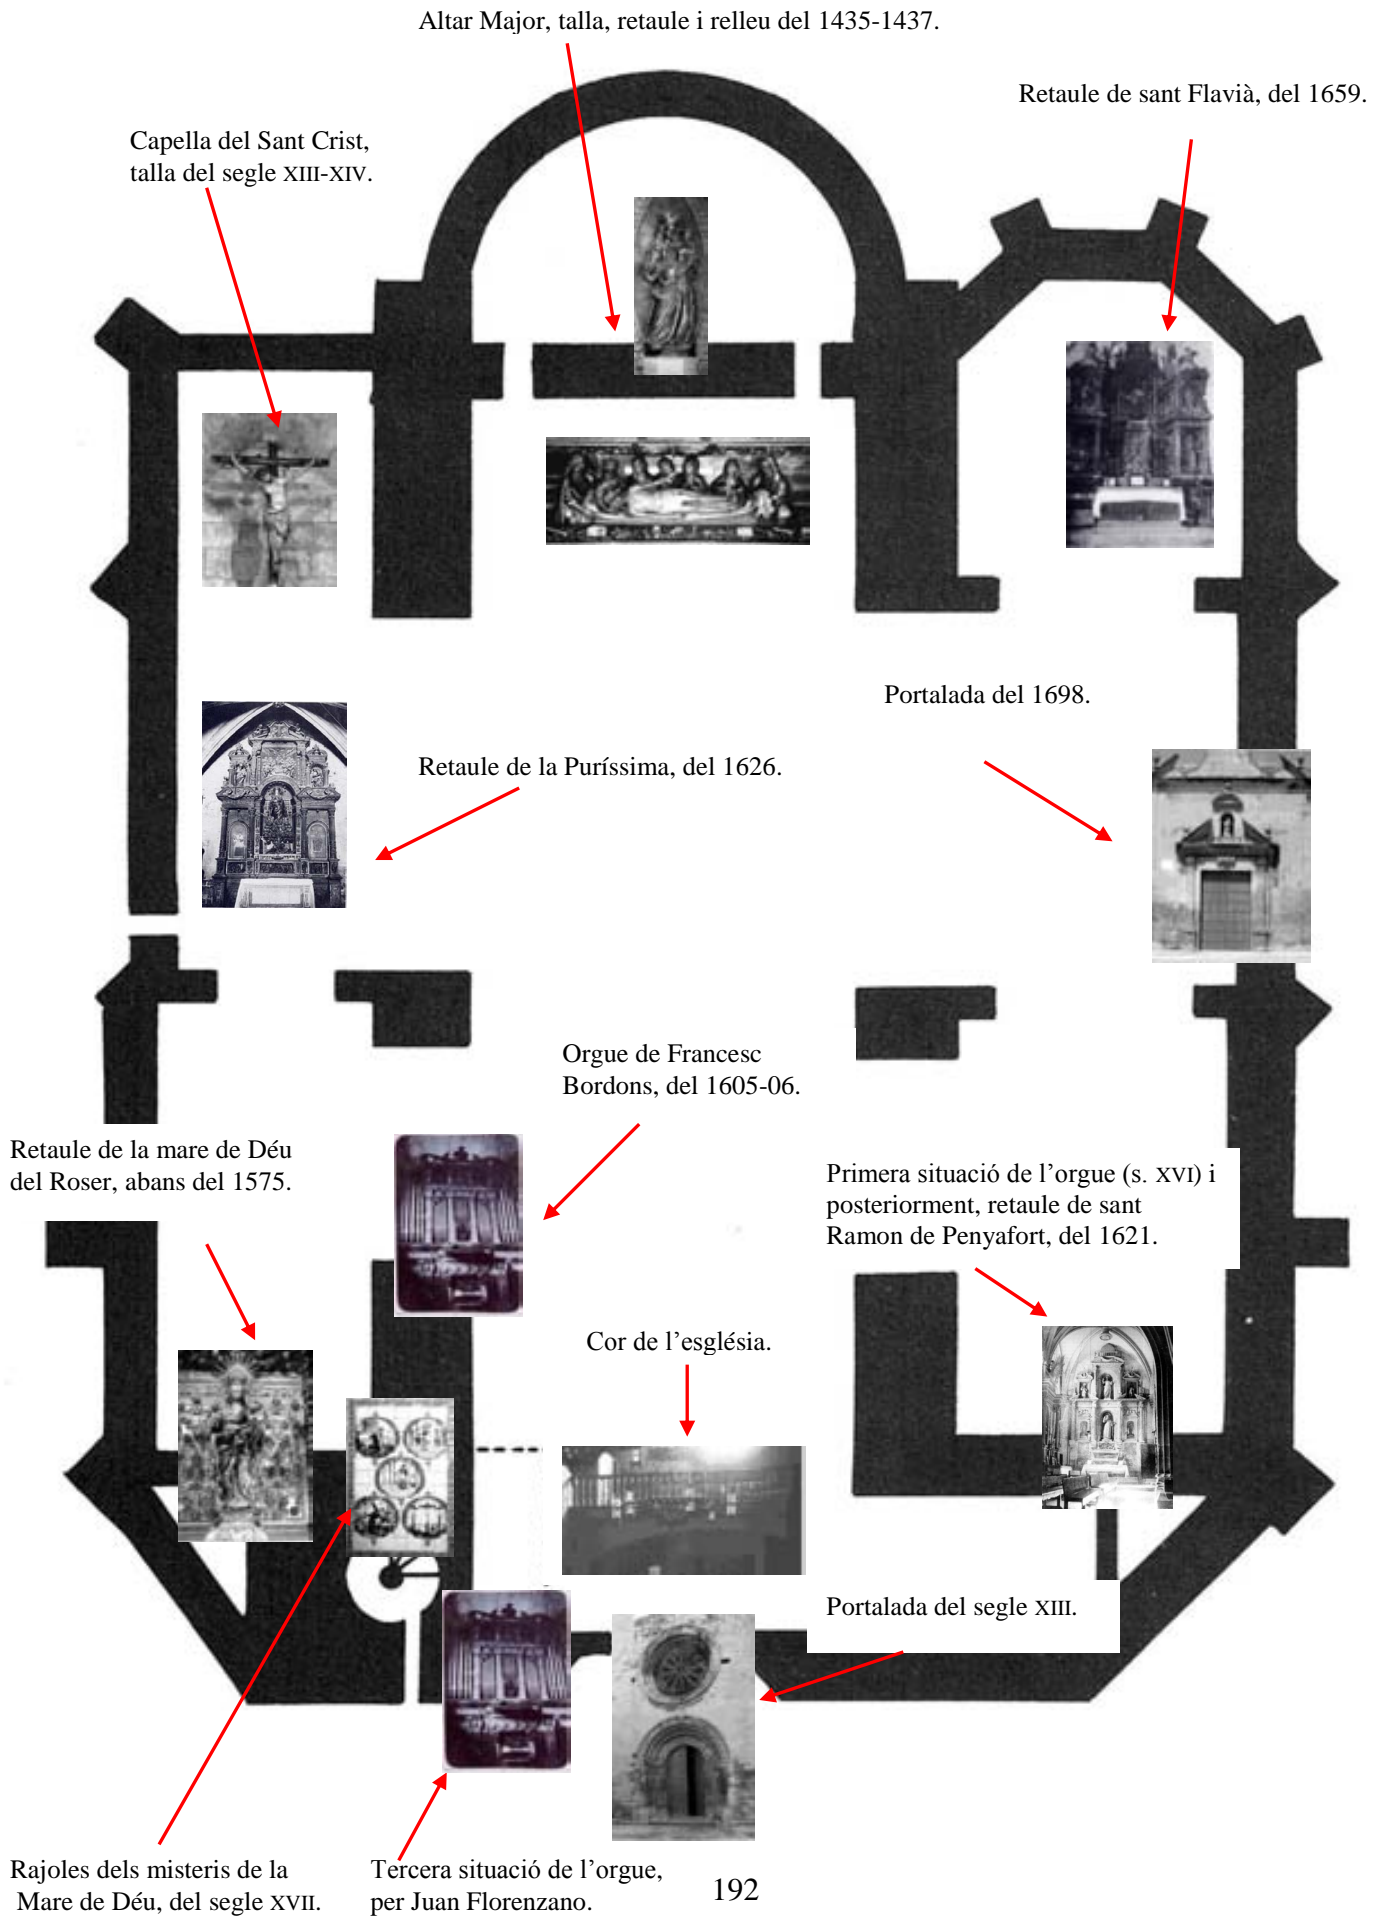 Altar Major, talla, retaule i relleu del 1435-1437.
Retaule de sant Flavià, del 1659.
Capella del Sant Crist,
talla del segle XIII-XIV.
Portalada del 1698.
Retaule de la Puríssima, del 1626.
Orgue de Francesc
Bordons, del 1605-06.
Retaule de la mare de Déu
del Roser, abans del 1575.
Primera situació de l’orgue (s. XVI) i
posteriorment, retaule de sant
Ramon de Penyafort, del 1621.
Cor de l’església.
Portalada del segle XIII.
Rajoles dels misteris de la
Mare de Déu, del segle XVII.
Tercera situació de l’orgue,
per Juan Florenzano.
192